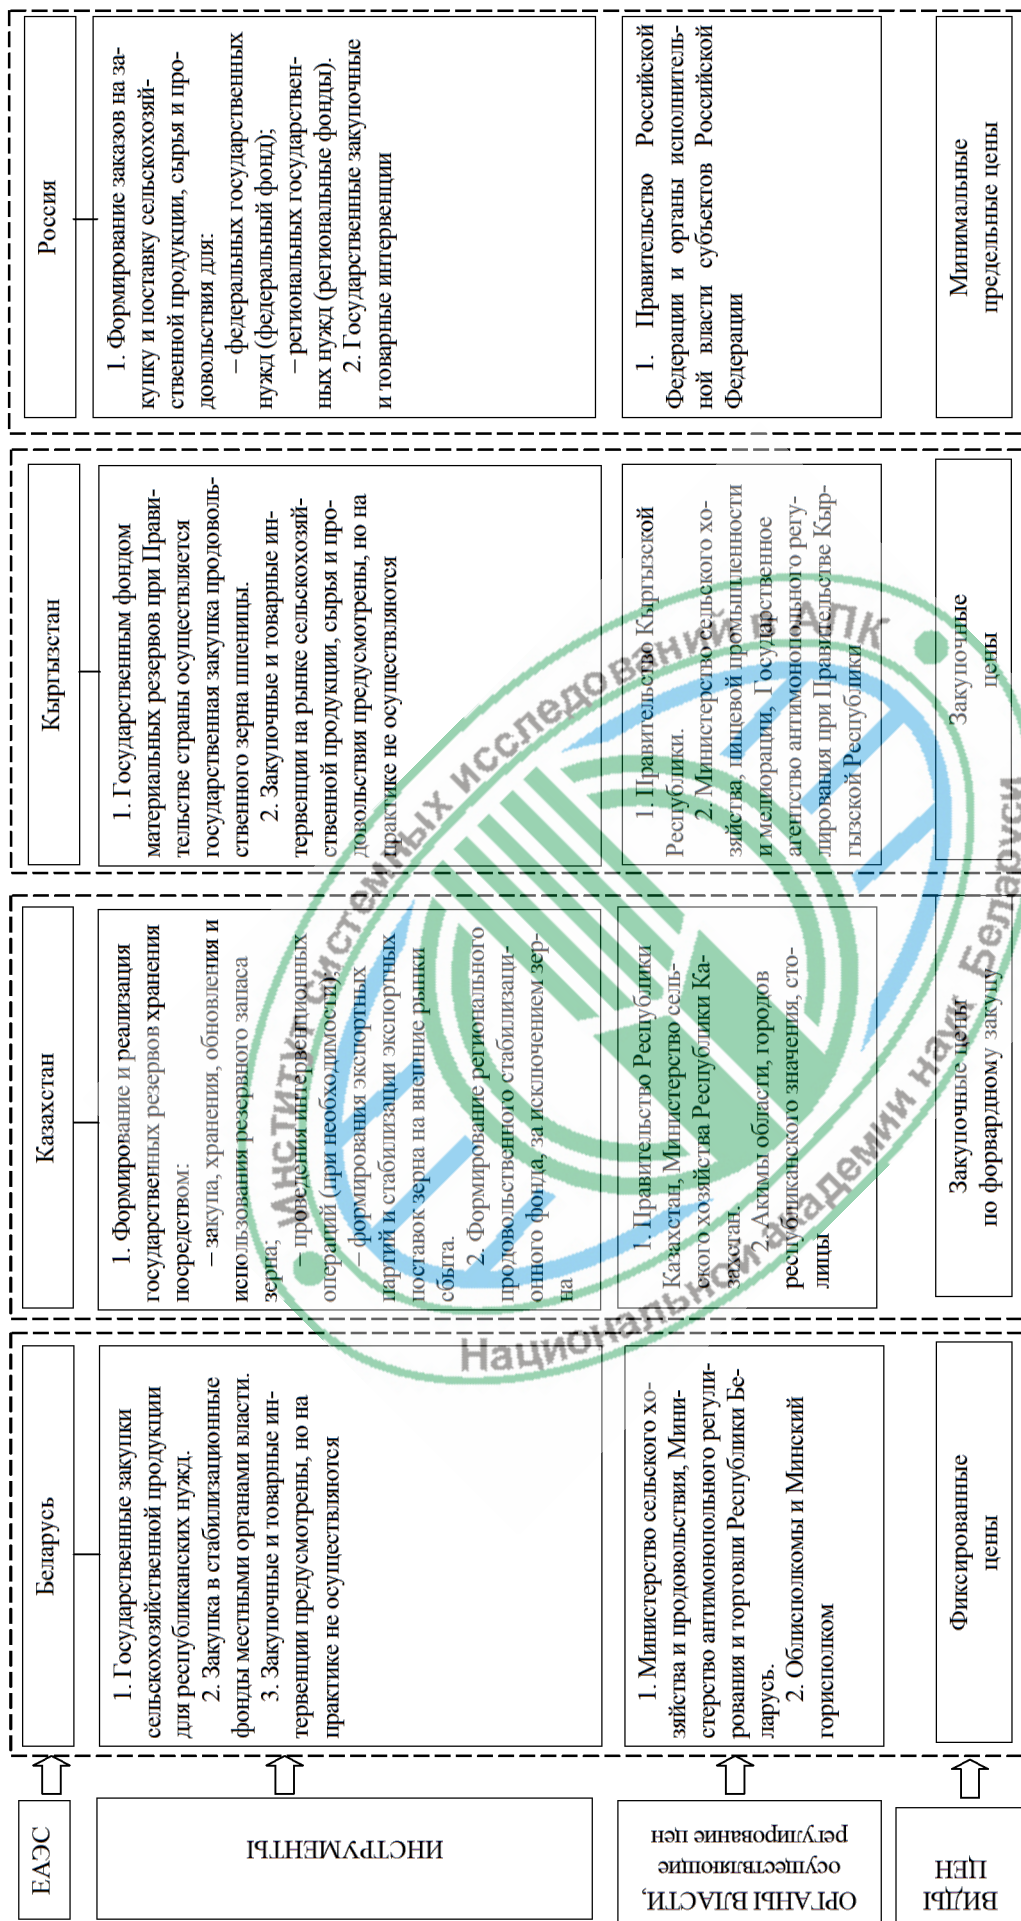 ЕАЭС
Беларусь
Казахстан
Кыргызстан
Россия
ИНСТРУМЕНТЫ
1. Государственные закупки
сельскохозяйственной продукции
для республиканских нужд.
2. Закупка в стабилизационные
фонды местными органами власти.
3. Закупочные и товарные ин-
тервенции предусмотрены, но на
практике не осуществляются
1. Формирование и реализация
государственных резервов хранения
посредством:
– закупа, хранения, обновления и
использования резервного запаса
зерна;
– проведения интервенционных
операций (при необходимости);
– формирования экспортных
партий и стабилизации экспортных
поставок зерна на внешние рынки
сбыта.
2. Формирование регионального
продовольственного стабилизаци-
онного фонда, за исключением зер-
на
1. Государственным фондом
материальных резервов при Прави-
тельстве страны осуществляется
государственная закупка продоволь-
ственного зерна пшеницы.
2. Закупочные и товарные ин-
тервенции на рынке сельскохозяй-
ственной продукции, сырья и про-
довольствия предусмотрены, но на
практике не осуществляются
1. Формирование заказов на за-
купку и поставку сельскохозяй-
ственной продукции, сырья и про-
довольствия для:
– федеральных государственных
нужд (федеральный фонд);
– региональных государствен-
ных нужд (региональные фонды).
2. Государственные закупочные
и товарные интервенции
ОРГАНЫ ВЛАСТИ,
осуществляющие
регулирование цен
1. Министерство сельского хо-
зяйства и продовольствия, Мини-
стерство антимонопольного регули-
рования и торговли Республики Бе-
ларусь.
2. Облисполкомы и Минский
горисполком
1. Правительство Республики
Казахстан, Министерство сель-
ского хозяйства Республики Ка-
захстан.
2. Акимы области, городов
республиканского значения, сто-
лицы
1. Правительство Кыргызской
Республики.
2. Министерство сельского хо-
зяйства, пищевой промышленности
и мелиорации, Государственное
агентство антимонопольного регу-
лирования при Правительстве Кыр-
гызской Республики
1. Правительство Российской
Федерации и органы исполнитель-
ной власти субъектов Российской
Федерации
ВИДЫ
ЦЕН
Фиксированные
цены
Закупочные цены
по форвардному закупу
Закупочные
цены
Минимальные
предельные цены
Институт системных исследований в АПК
Национальной академии наук Беларуси